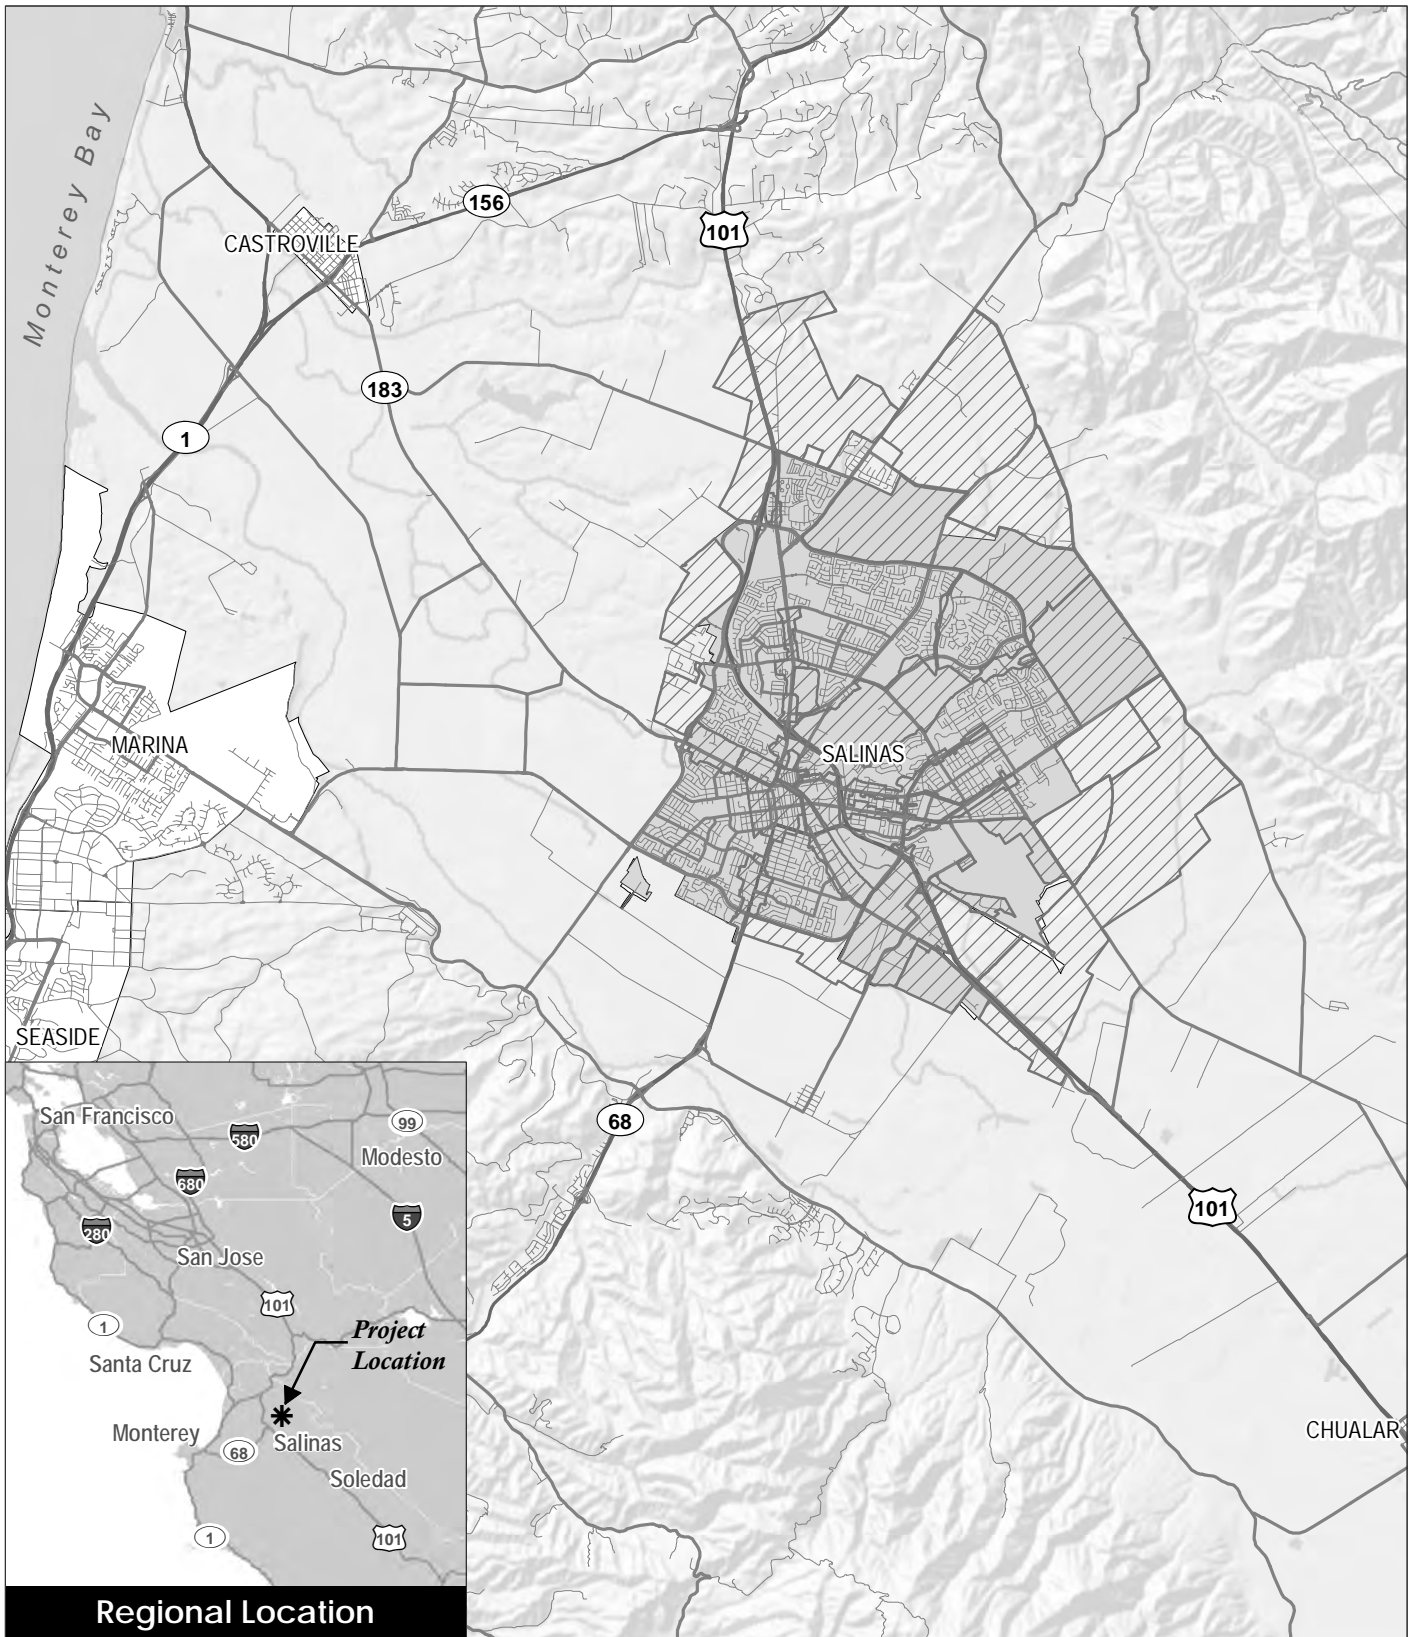 Monterey Bay
156
101
CASTROVILLE
183
1
MARINA
SALINAS
SEASIDE
68
101
CHUALAR
San Francisco
99
580
Modesto
680
5
280
San Jose
101
1
Project
Location
Santa Cruz
Monterey
68
Salinas
Soledad
1
101
Regional Location